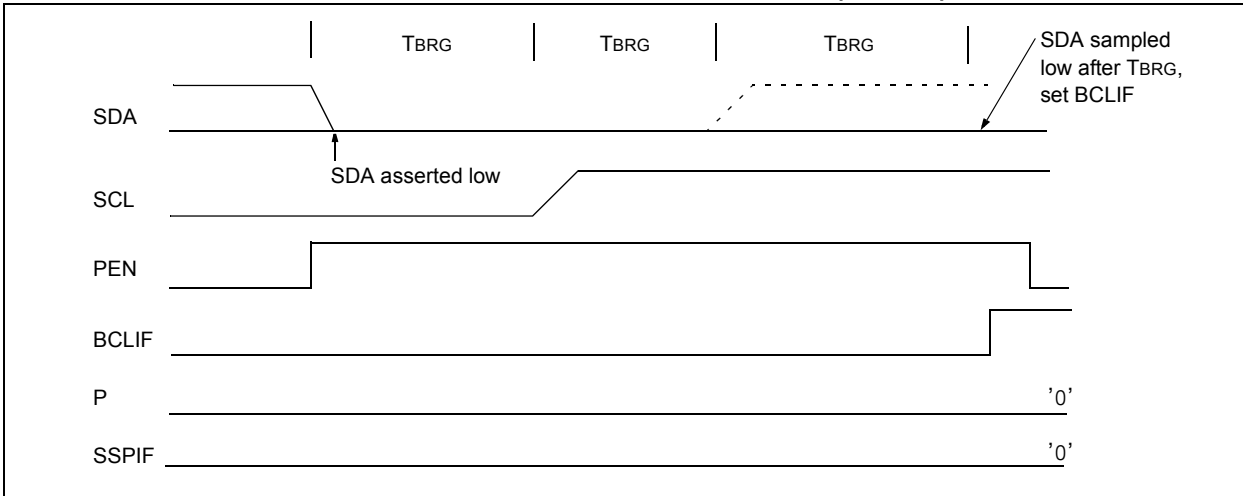 TBRG TBRG TBRG
SDA sampled
low after TBRG,
set BCLIF
SDA
SDA asserted low
SCL
PEN
BCLIF
P '0'
SSPIF '0'